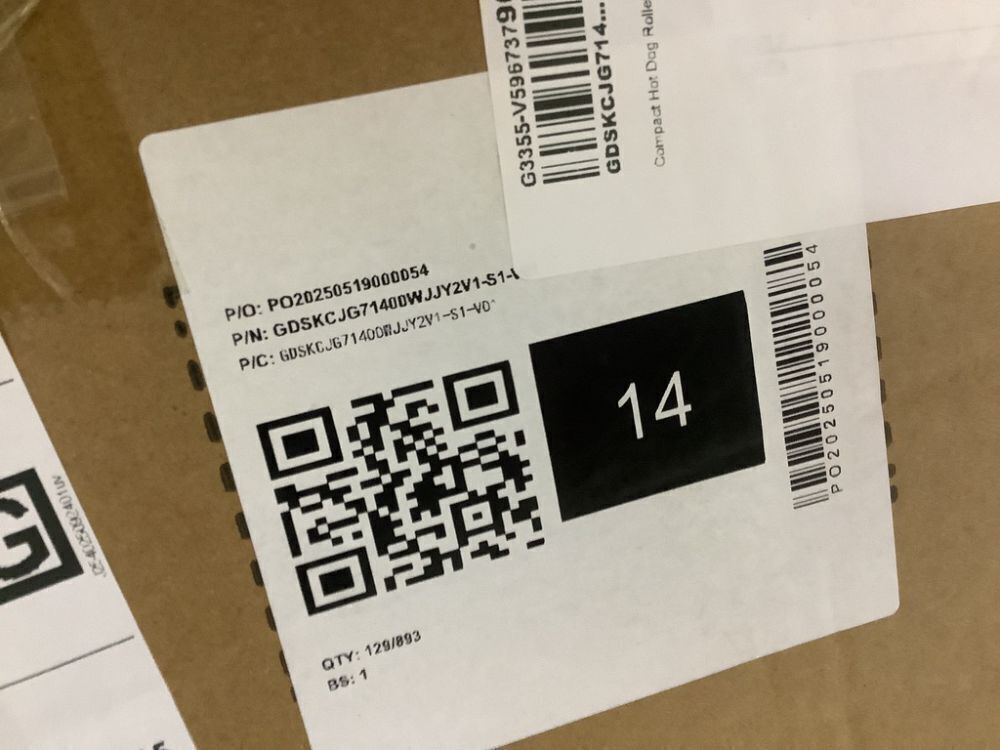 G3355-V5967379
GDSKCJG714...
Compact Hot Dog Rolle
P/O: PO20250519000054
P/N: GDSKCJG71400WJJY2V1-S1-
P/C: GDSKCJG71400WJJY2V1-S1-V0
14
PO20250519000054
QTY: 129/893
BS: 1
G